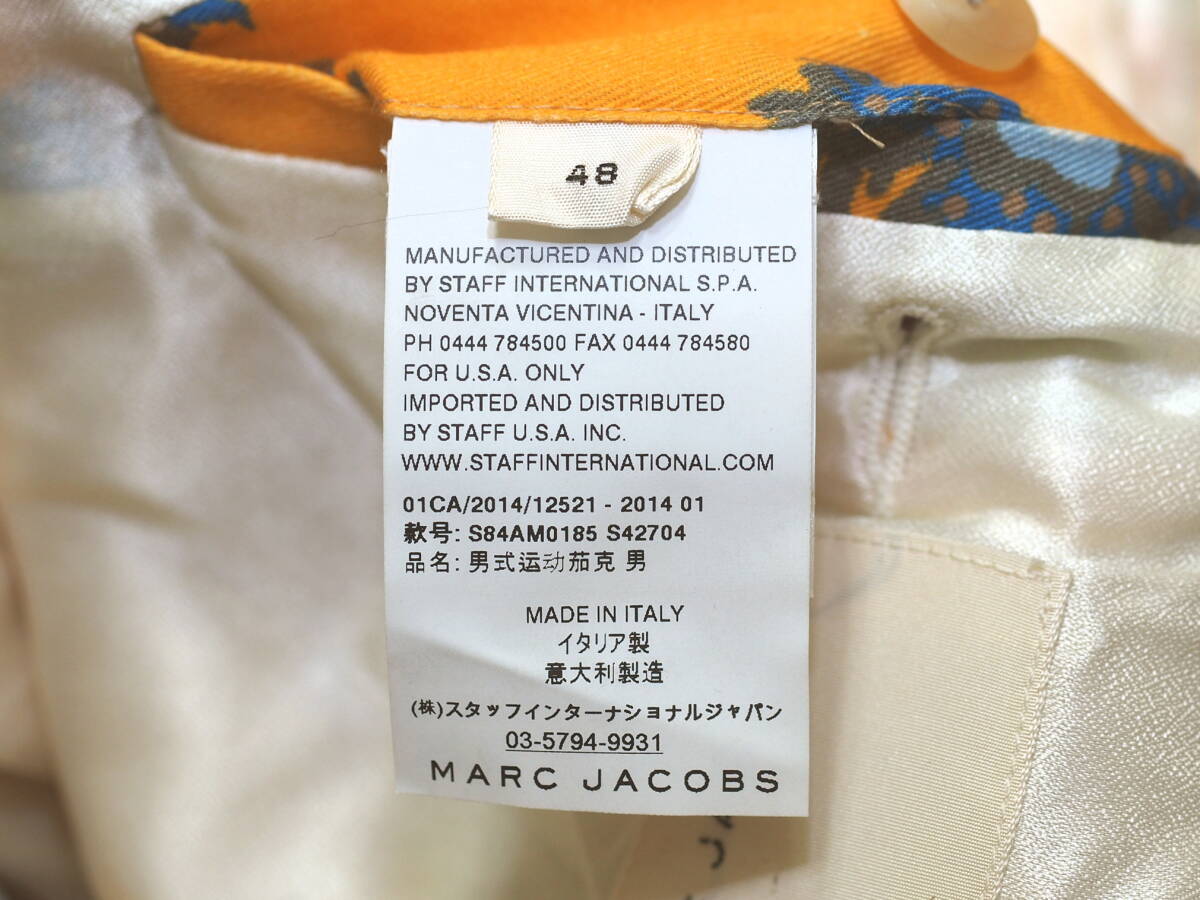 48
MANUFACTURED AND DISTRIBUTED
BY STAFF INTERNATIONAL S.P.A.
NOVENTA VICENTINA - ITALY
PH 0444 784500 FAX 0444 784580
FOR U.S.A. ONLY
IMPORTED AND DISTRIBUTED
BY STAFF U.S.A. INC.
WWW.STAFFINTERNATIONAL.COM
01CA/2014/12521 - 2014 01
款号: S84AM0185 S42704
品名: 男式运动茄克 男
MADE IN ITALY
イタリア製
意大利製造
(株)スタッフインターナショナルジャパン
03-5794-9931
MARC JACOBS